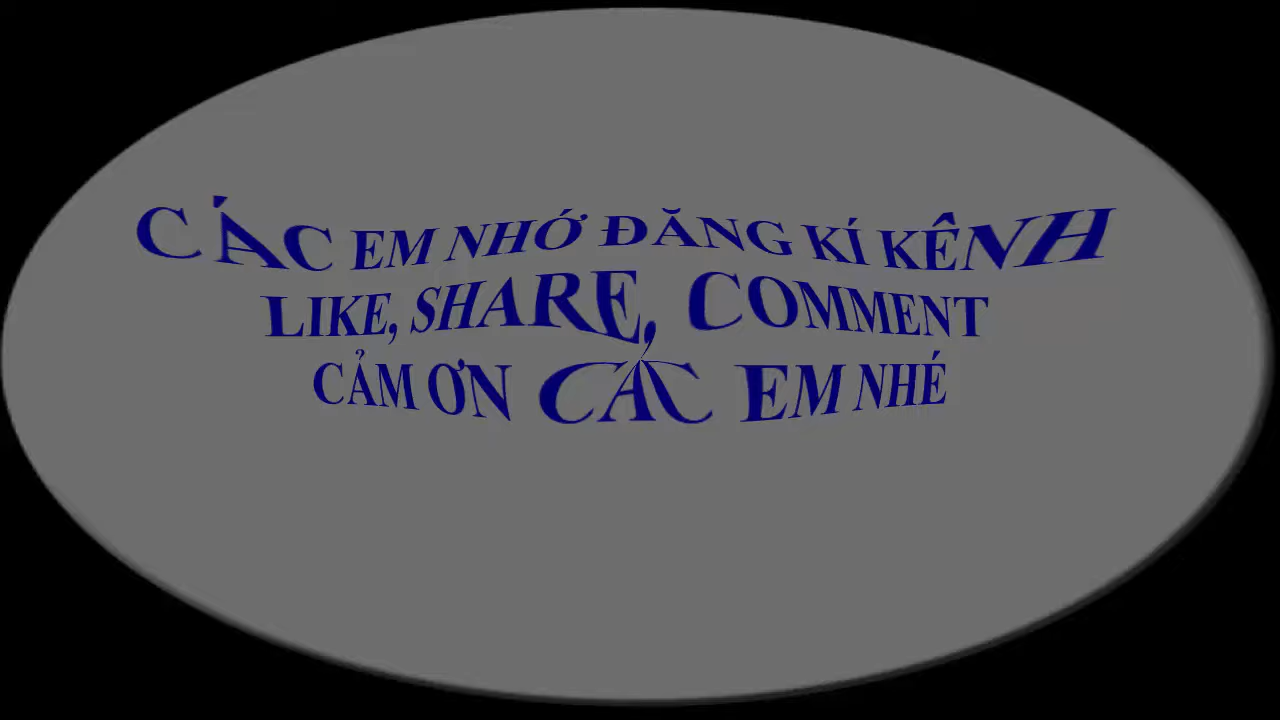 CÁC EM NHỚ ĐĂNG KÍ KÊNH
LIKE, SHARE, COMMENT
CẢM ƠN CÁC EM NHÉ